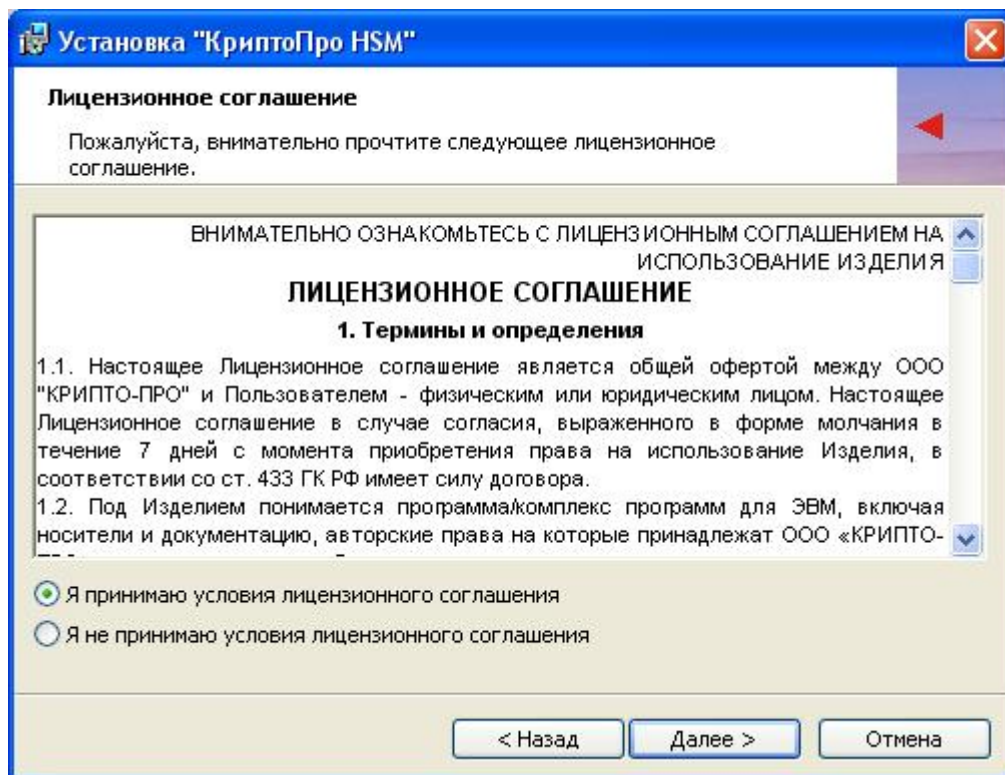 Установка "КриптоПро HSM"
Лицензионное соглашение
Пожалуйста, внимательно прочтите следующее лицензионное
соглашение.
ВНИМАТЕЛЬНО ОЗНАКОМЬТЕСЬ С ЛИЦЕНЗИОННЫМ СОГЛАШЕНИЕМ НА
ИСПОЛЬЗОВАНИЕ ИЗДЕЛИЯ
ЛИЦЕНЗИОННОЕ СОГЛАШЕНИЕ
1. Термины и определения
1.1. Настоящее Лицензионное соглашение является общей офертой между ООО
"КРИПТО-ПРО" и Пользователем - физическим или юридическим лицом. Настоящее
Лицензионное соглашение в случае согласия, выраженного в форме молчания в
течение 7 дней с момента приобретения права на использование Изделия, в
соответствии со ст. 433 ГК РФ имеет силу договора.
1.2. Под Изделием понимается программа/комплекс программ для ЭВМ, включая
носители и документацию, авторские права на которые принадлежат ООО «КРИПТО-
Я принимаю условия лицензионного соглашения
Я не принимаю условия лицензионного соглашения
< Назад
Далее >
Отмена